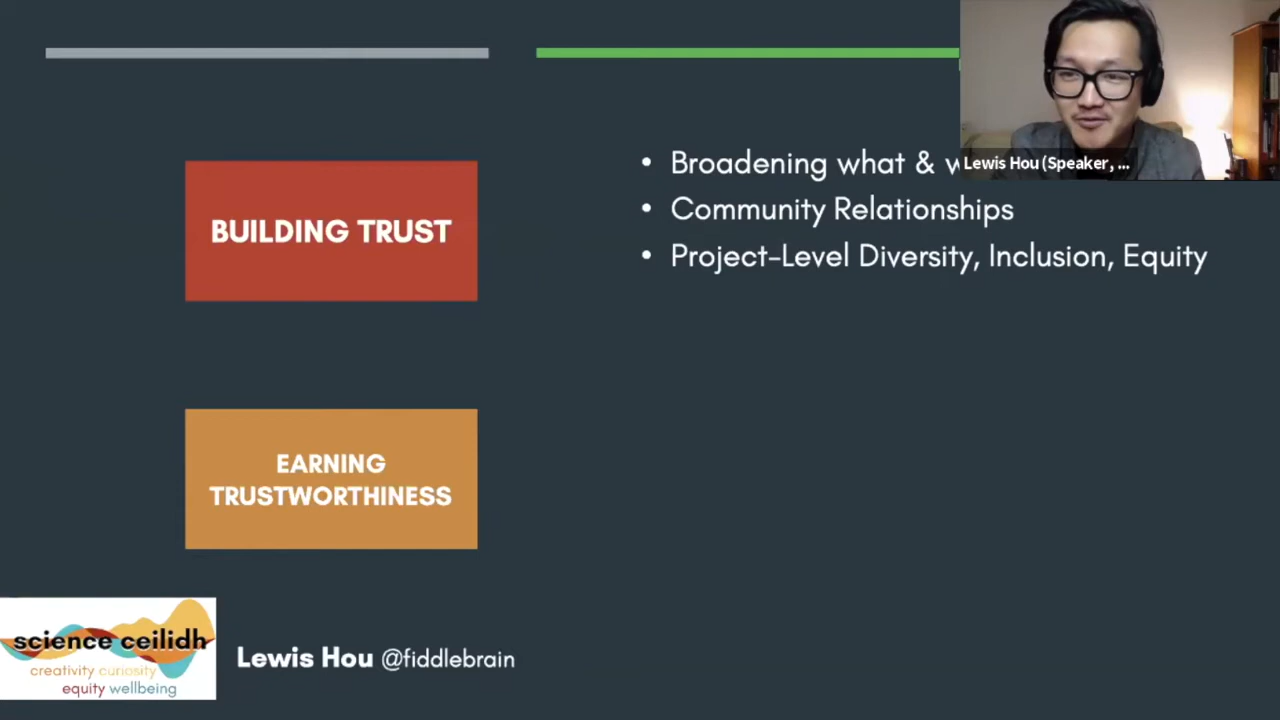 BUILDING TRUST
• Broadening what &
• Community Relationships
• Project-Level Diversity, Inclusion, Equity
Lewis Hou (Speaker, ...
EARNING
TRUSTWORTHINESS
science ceilidh
creativity curiosity
equity wellbeing
Lewis Hou @fiddlebrain